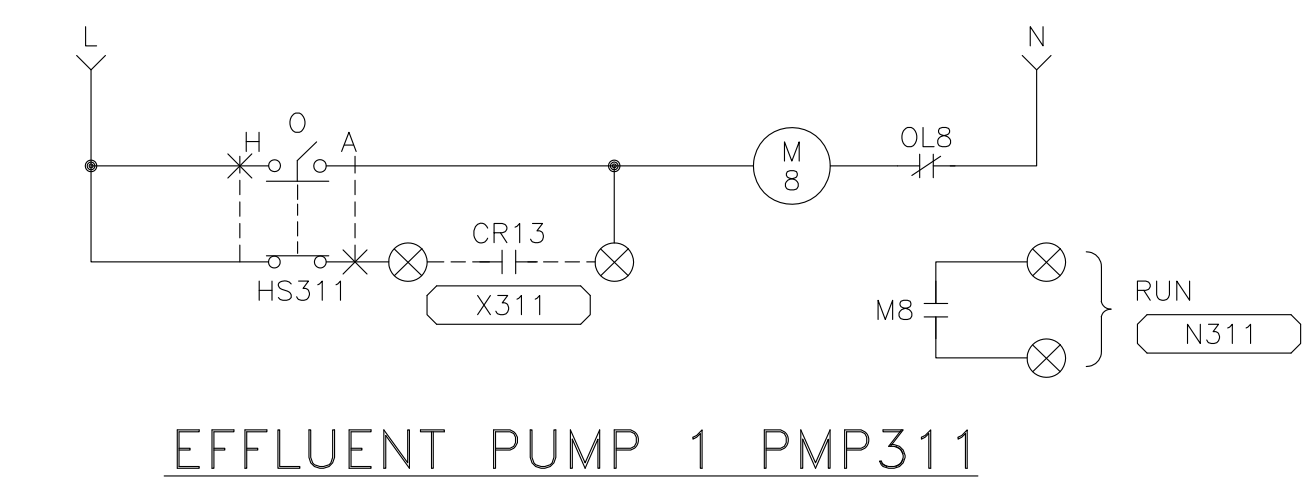 L
N
H O A
M
8
OL8
CR13
HS311
X311
M8
RUN
N311
EFFLUENT PUMP 1 PMP311